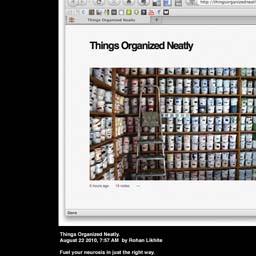 http://thingsorganizedneatl
Things Organized Neatly
Things Organized Neatly
5 hours ago 15 notes
Done
Things Organized Neatly.
August 22 2010, 7:57 AM by Rohan Likhite
Fuel your neurosis in just the right way.